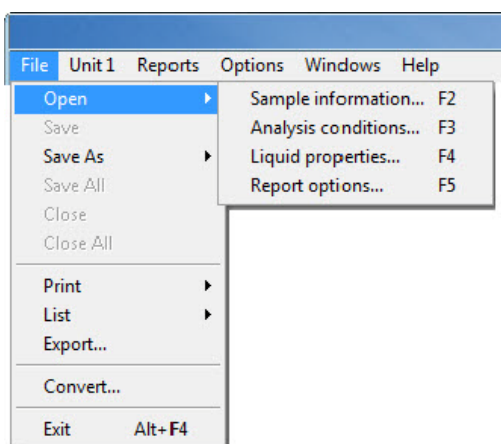 File Unit 1 Reports Options Windows Help
Open
Save
Save As
Save All
Close
Close All
Print
List
Export...
Convert...
Exit Alt+F4
Sample information... F2
Analysis conditions... F3
Liquid properties... F4
Report options... F5